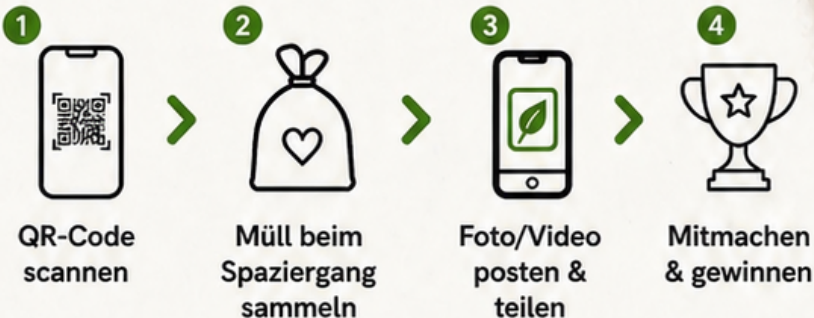 1
2
3
4
QR-Code
scannen
Müll beim
Spaziergang
sammeln
Foto/Video
posten &
teilen
Mitmachen
& gewinnen